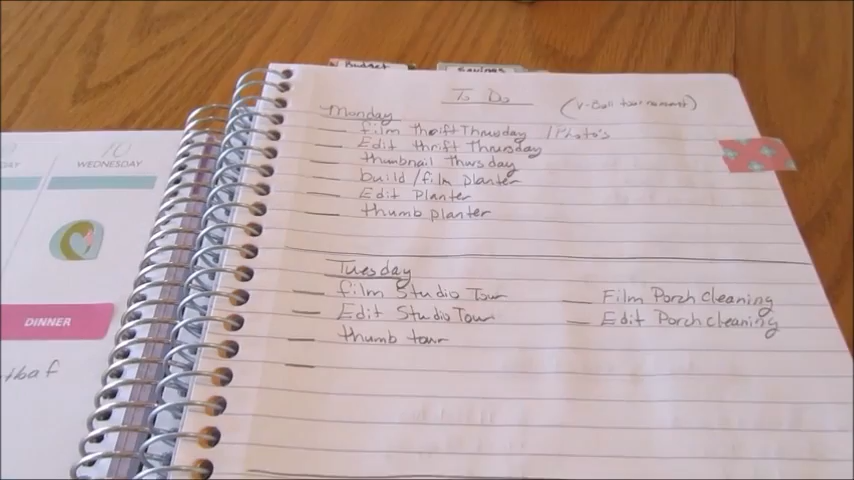 Budget
Savings
To Do
(V-Ball tournament)
Monday
film thrift Thursday /Photo's
Edit thrift Thursday
thumbnail Thursday
build/film planter
Edit Planter
thumb planter
Tuesday
film Studio Tour
Edit Studio Tour
thumb tour
Film Porch cleaning
Edit Porch cleaning
10
WEDNESDAY
DINNER